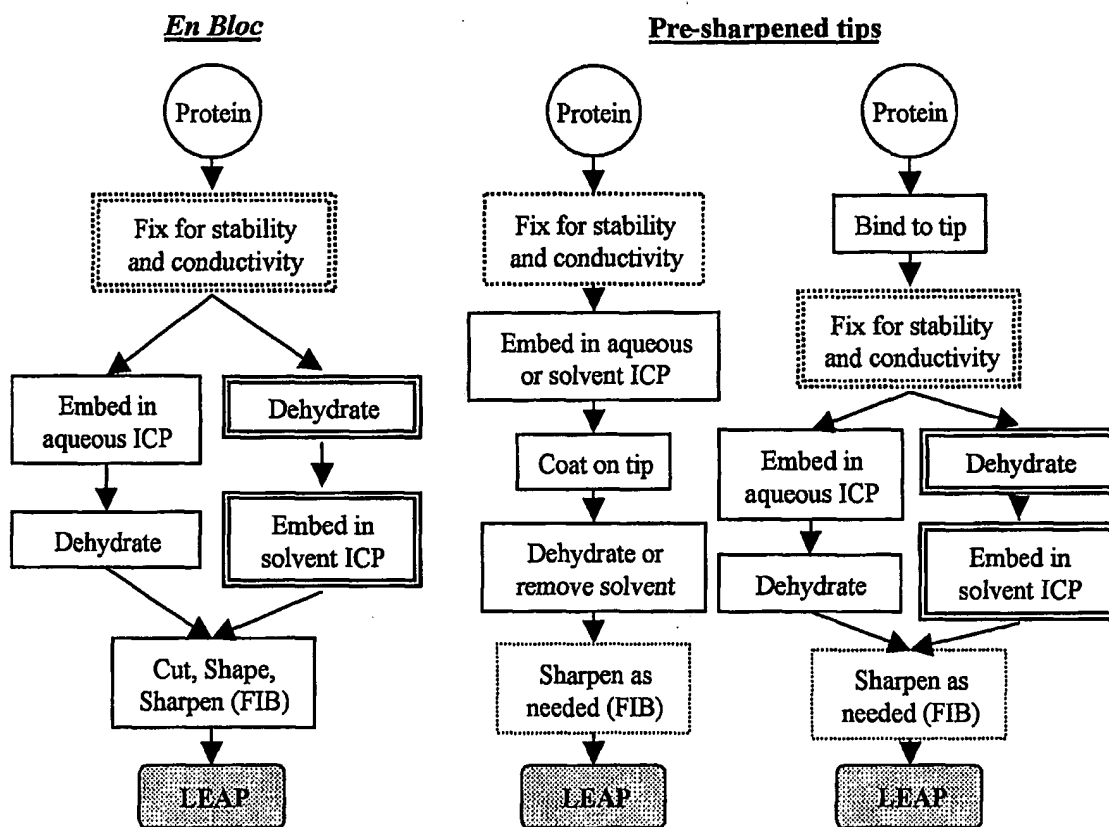 En Bloc
Protein
Fix for stability
and conductivity
Embed in
aqueous ICP
Dehydrate
Dehydrate
Embed in
solvent ICP
Cut, Shape,
Sharpen (FIB)
LEAP
Pre-sharpened tips
Protein
Fix for stability
and conductivity
Embed in aqueous
or solvent ICP
Coat on tip
Dehydrate or
remove solvent
Sharpen as
needed (FIB)
LEAP
Protein
Bind to tip
Fix for stability
and conductivity
Embed in
aqueous ICP
Dehydrate
Dehydrate
Embed in
solvent ICP
Sharpen as
needed (FIB)
LEAP